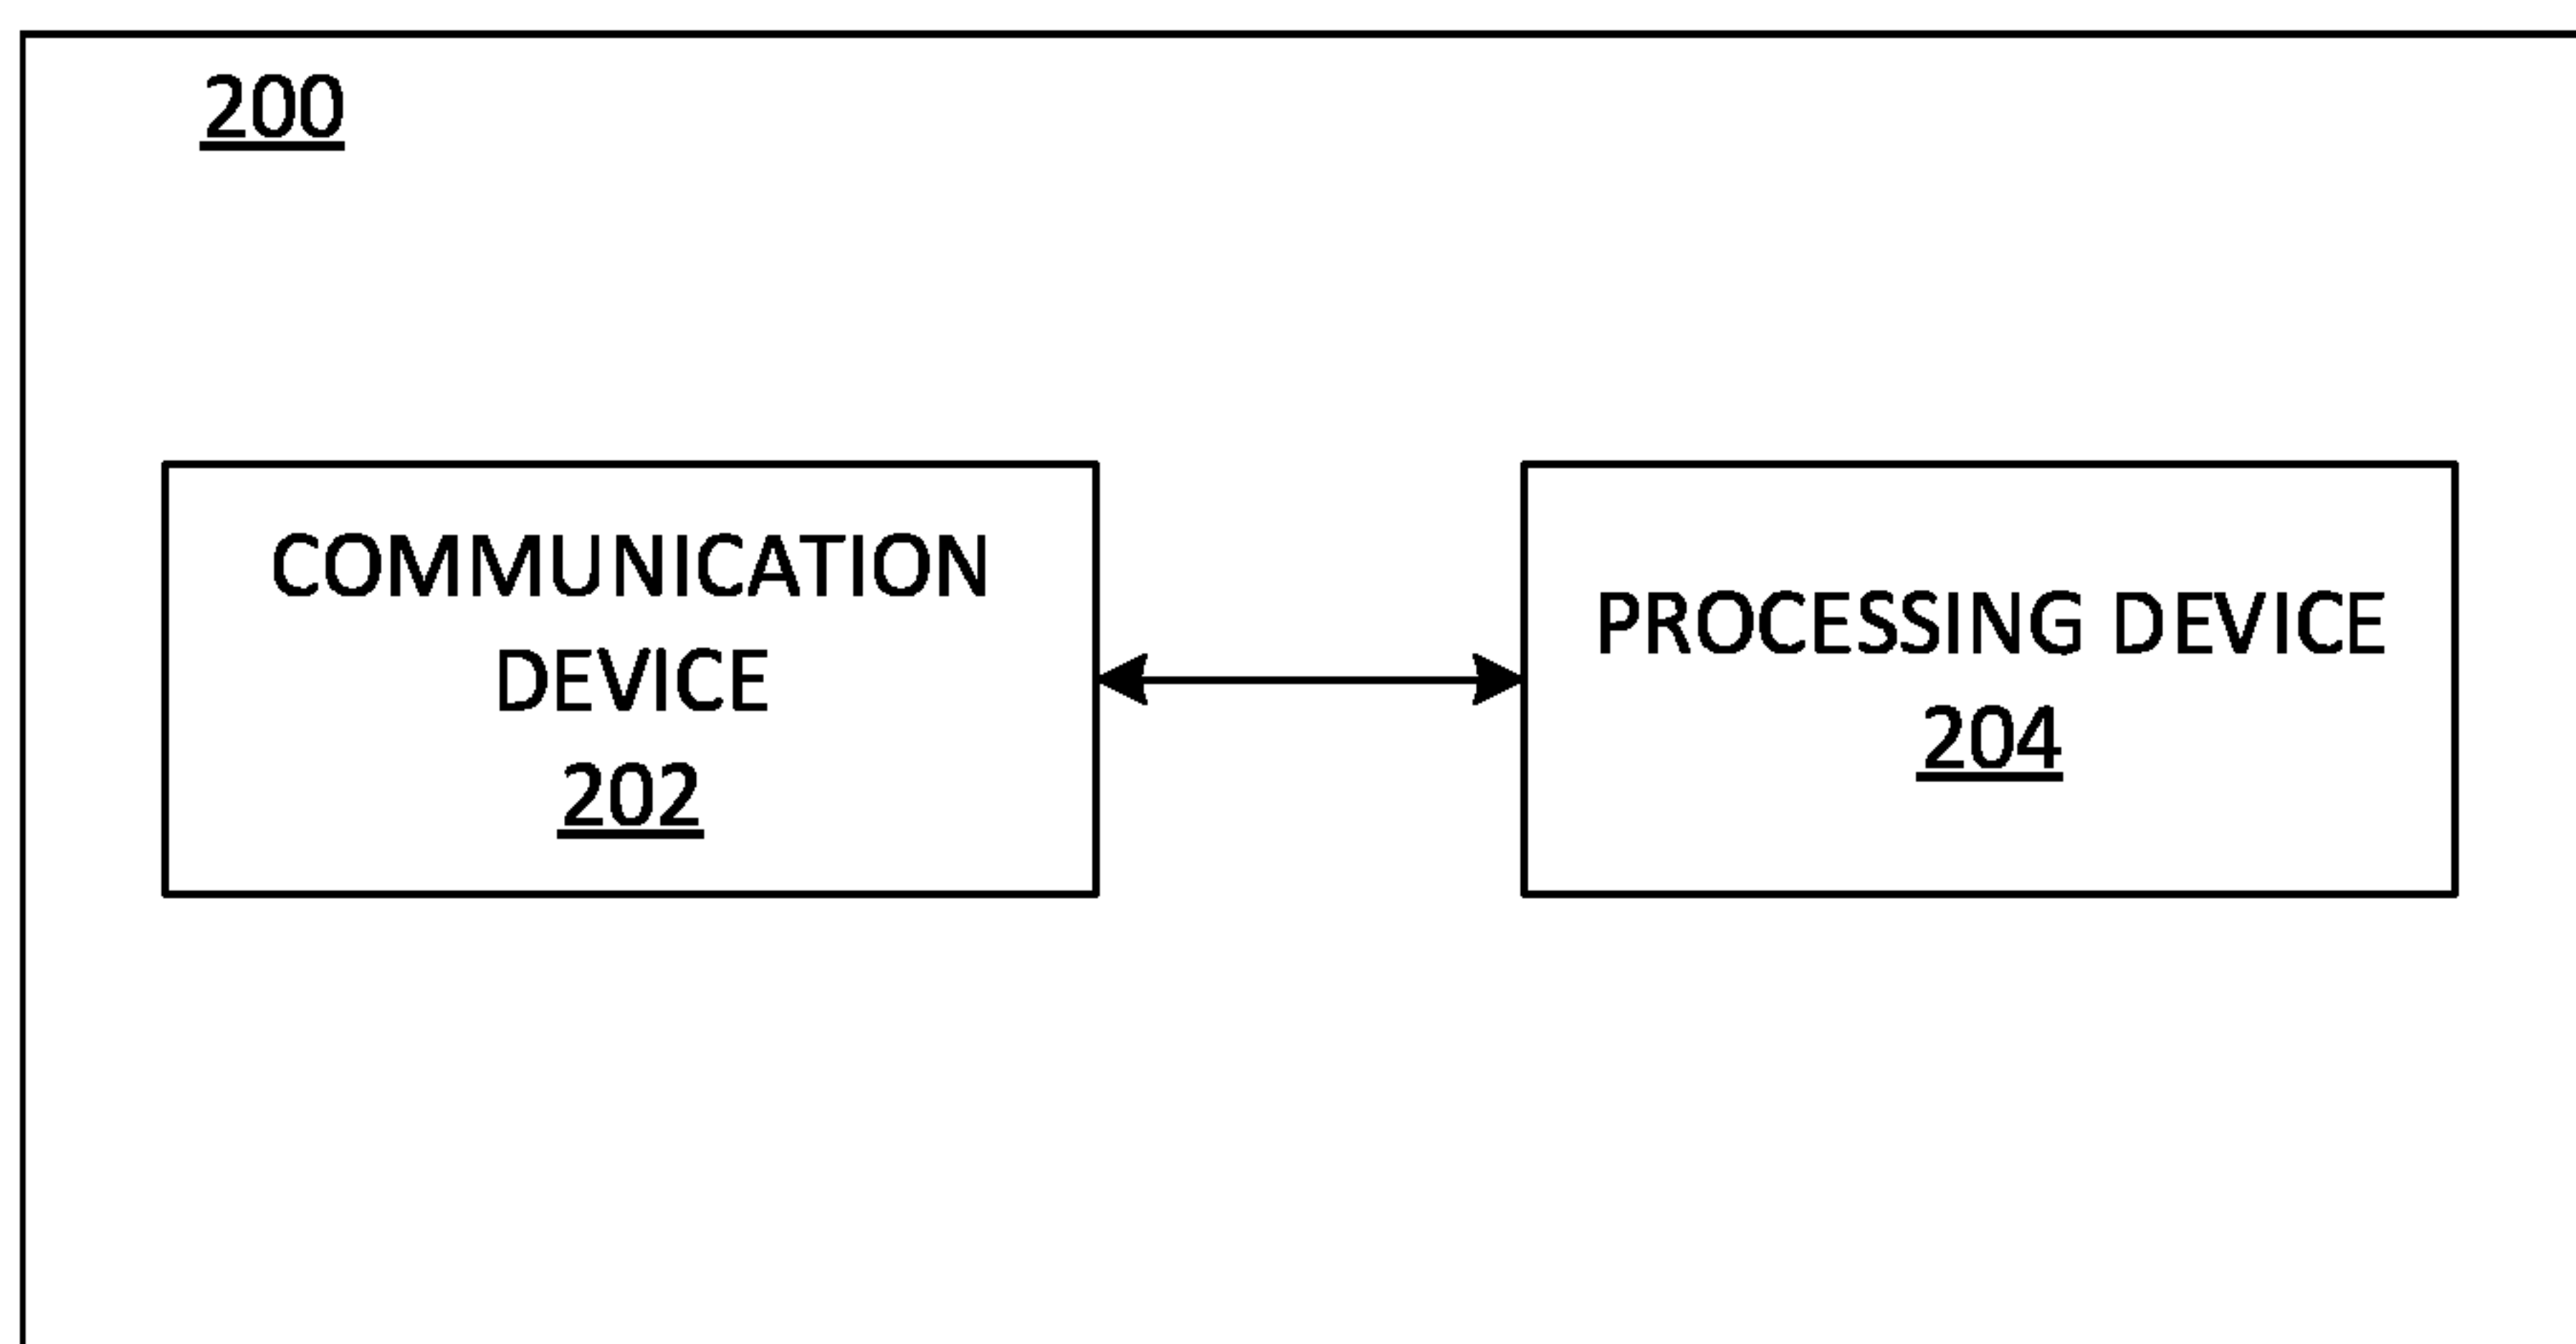 200
COMMUNICATION
DEVICE
202
PROCESSING DEVICE
204